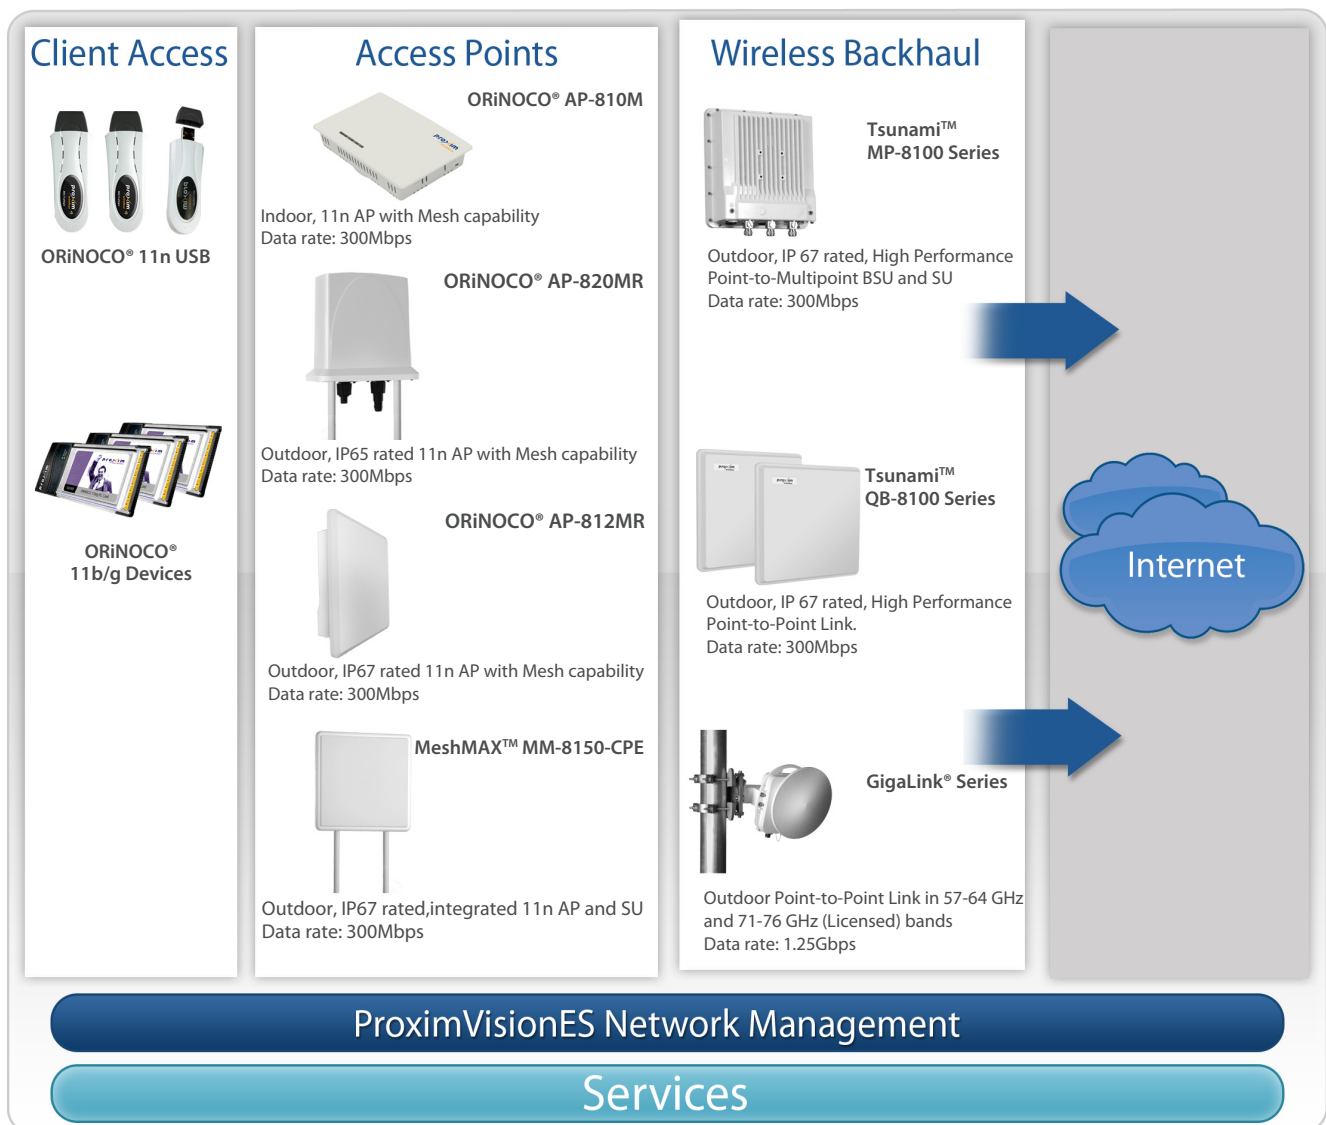 Client Access
ORiNOCO® 11n USB
ORiNOCO®
11b/g Devices
Access Points
ORiNOCO® AP-810M
proxim
Indoor, 11n AP with Mesh capability
Data rate: 300Mbps
ORiNOCO® AP-820MR
Outdoor, IP65 rated 11n AP with Mesh capability
Data rate: 300Mbps
ORiNOCO® AP-812MR
Outdoor, IP67 rated 11n AP with Mesh capability
Data rate: 300Mbps
MeshMAX™ MM-8150-CPE
Outdoor, IP67 rated,integrated 11n AP and SU
Data rate: 300Mbps
Wireless Backhaul
Tsunami™
MP-8100 Series
Outdoor, IP 67 rated, High Performance
Point-to-Multipoint BSU and SU
Data rate: 300Mbps
proxim
proxim
Tsunami™
QB-8100 Series
Outdoor, IP 67 rated, High Performance
Point-to-Point Link.
Data rate: 300Mbps
GigaLink® Series
Outdoor Point-to-Point Link in 57-64 GHz
and 71-76 GHz (Licensed) bands
Data rate: 1.25Gbps
Internet
ProximVisionES Network Management
Services